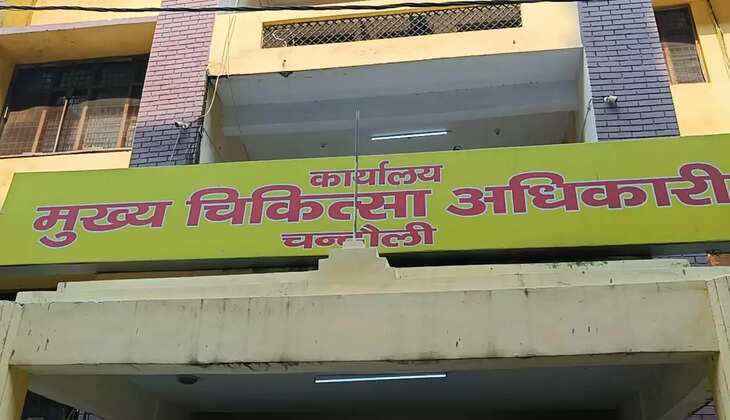 कार्यालय
मुख्य चिकित्सा अधिकारी
चन्दौली